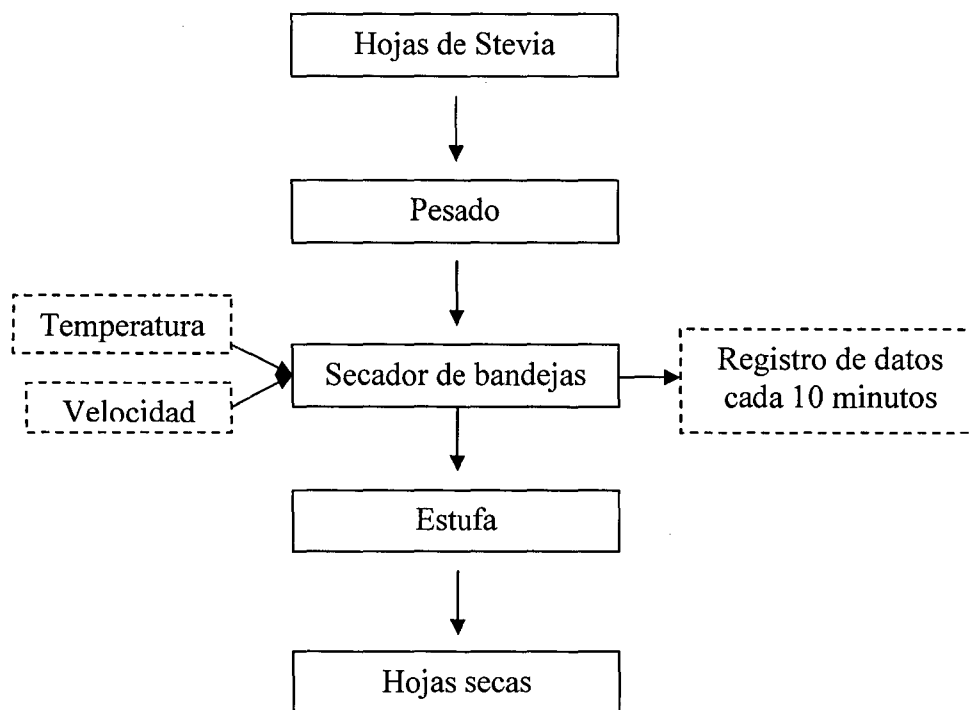 Hojas de Stevia
Pesado
Temperatura
Velocidad
Secador de bandejas
Registro de datos
cada 10 minutos
Estufa
Hojas secas